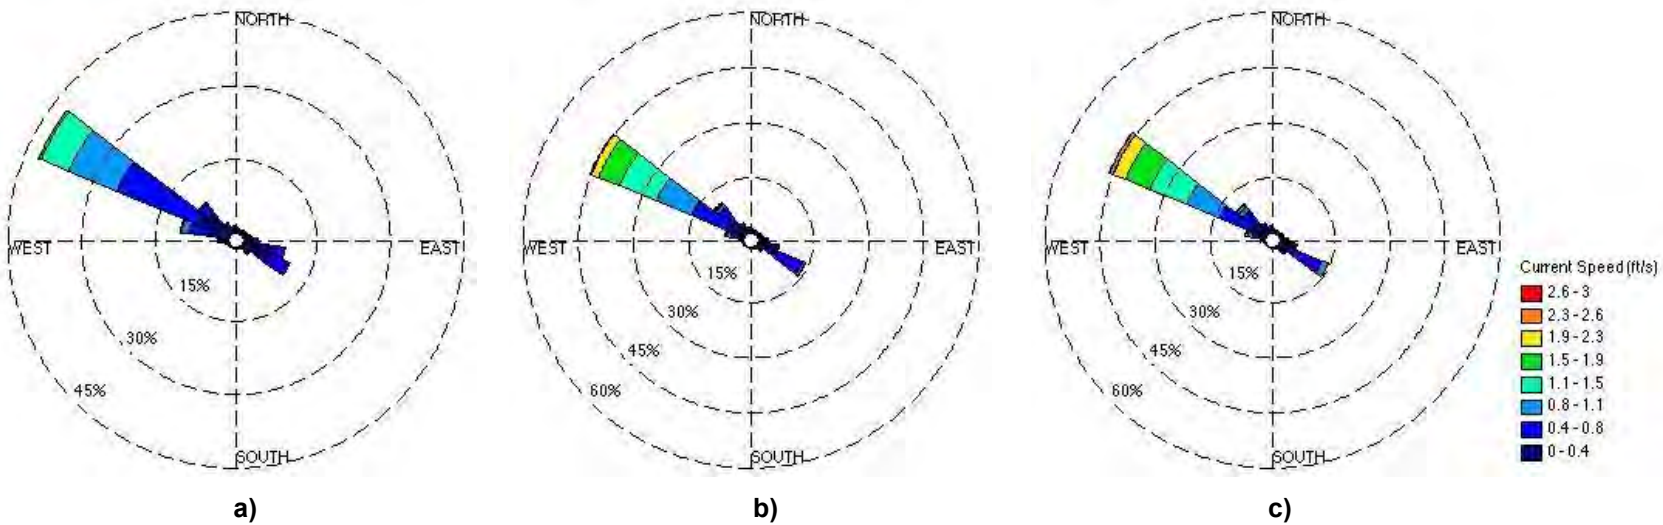 NORTH
WEST
EAST
15%
30%
45%
SOUTH
a)
NORTH
WEST
EAST
15%
30%
45%
60%
SOUTH
b)
NORTH
WEST
EAST
15%
30%
45%
60%
SOUTH
c)
Current Speed (ft/s)
2.6 - 3
2.3 - 2.6
1.9 - 2.3
1.5 - 1.9
1.1 - 1.5
0.8 - 1.1
0.4 - 0.8
0 - 0.4